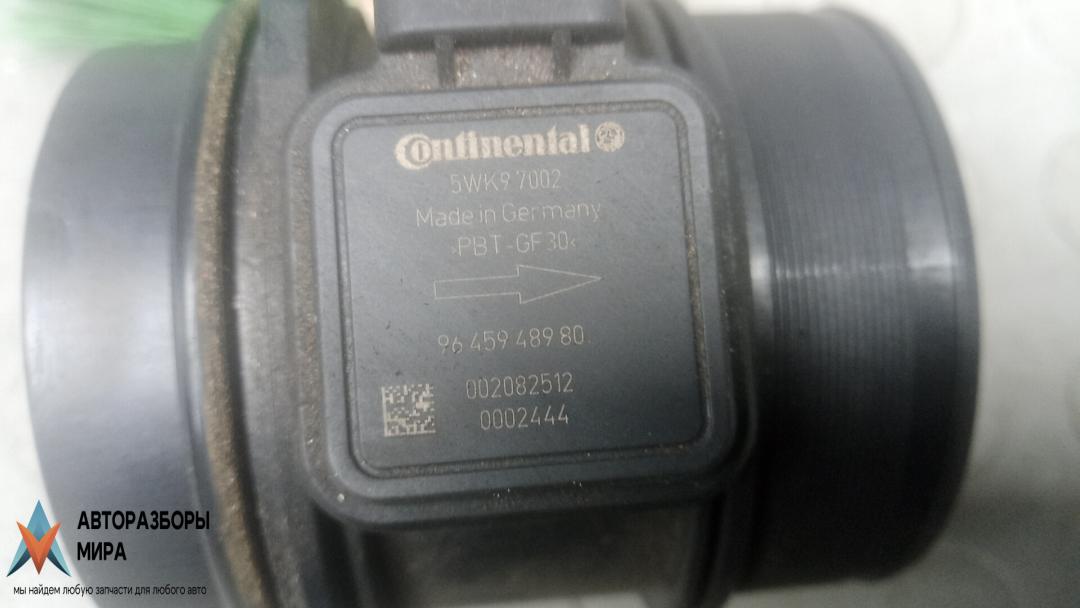 Continental
5WK9 7002
Made in Germany
>PBT-GF30<
96 459 489 80
002082512
0002444
АВТОРАЗБОРЫ
МИРА
мы найдем любую запчасти для любого авто